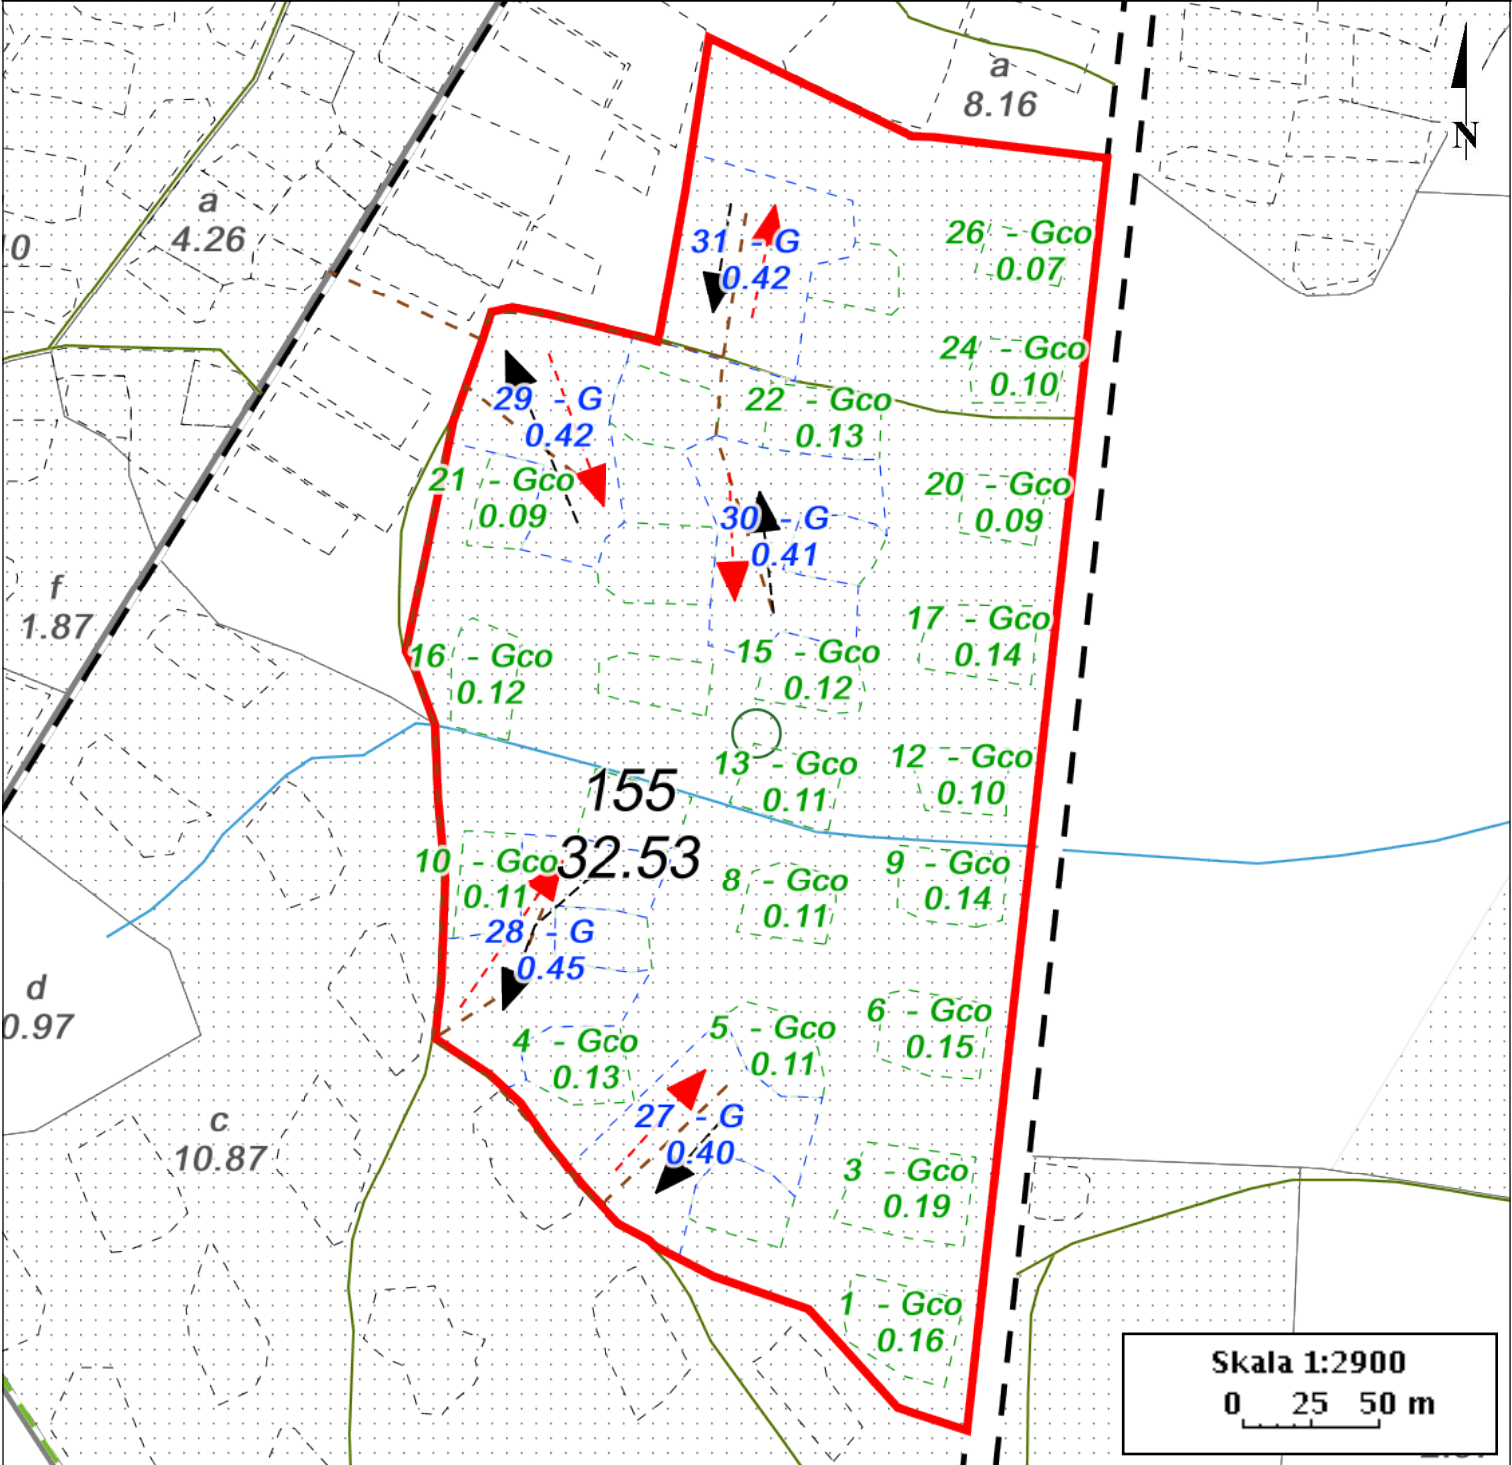 a
8.16
N
a
4.26
0
31 - G
0.42
26 - Gco
0.07
24 - Gco
0.10
29 - G
0.42
22 - Gco
0.13
21 - Gco
0.09
20 - Gco
0.09
30 - G
0.41
f
1.87
17 - Gco
0.14
16 - Gco
0.12
15 - Gco
0.12
13 - Gco
0.11
12 - Gco
0.10
155
32.53
10 - Gco
0.11
8 - Gco
0.11
9 - Gco
0.14
28 - G
0.45
d
0.97
6 - Gco
0.15
5 - Gco
0.11
4 - Gco
0.13
c
10.87
27 - G
0.40
3 - Gco
0.19
1 - Gco
0.16
Skala 1:2900
0 25 50 m